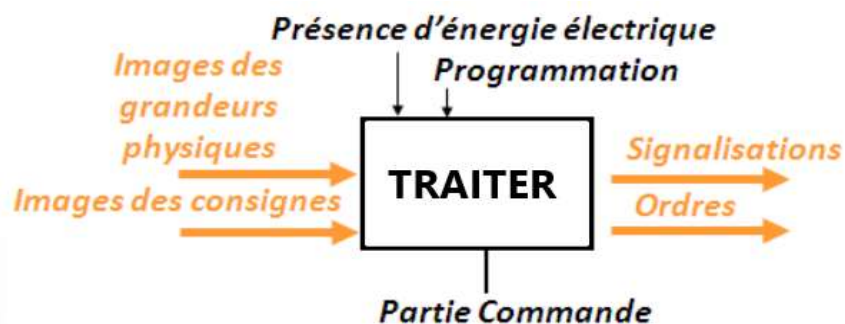 Présence d'énergie électrique
Images des
grandeurs
physiques
Programmation
Images des consignes
TRAITER
Signalisations
Ordres
Partie Commande